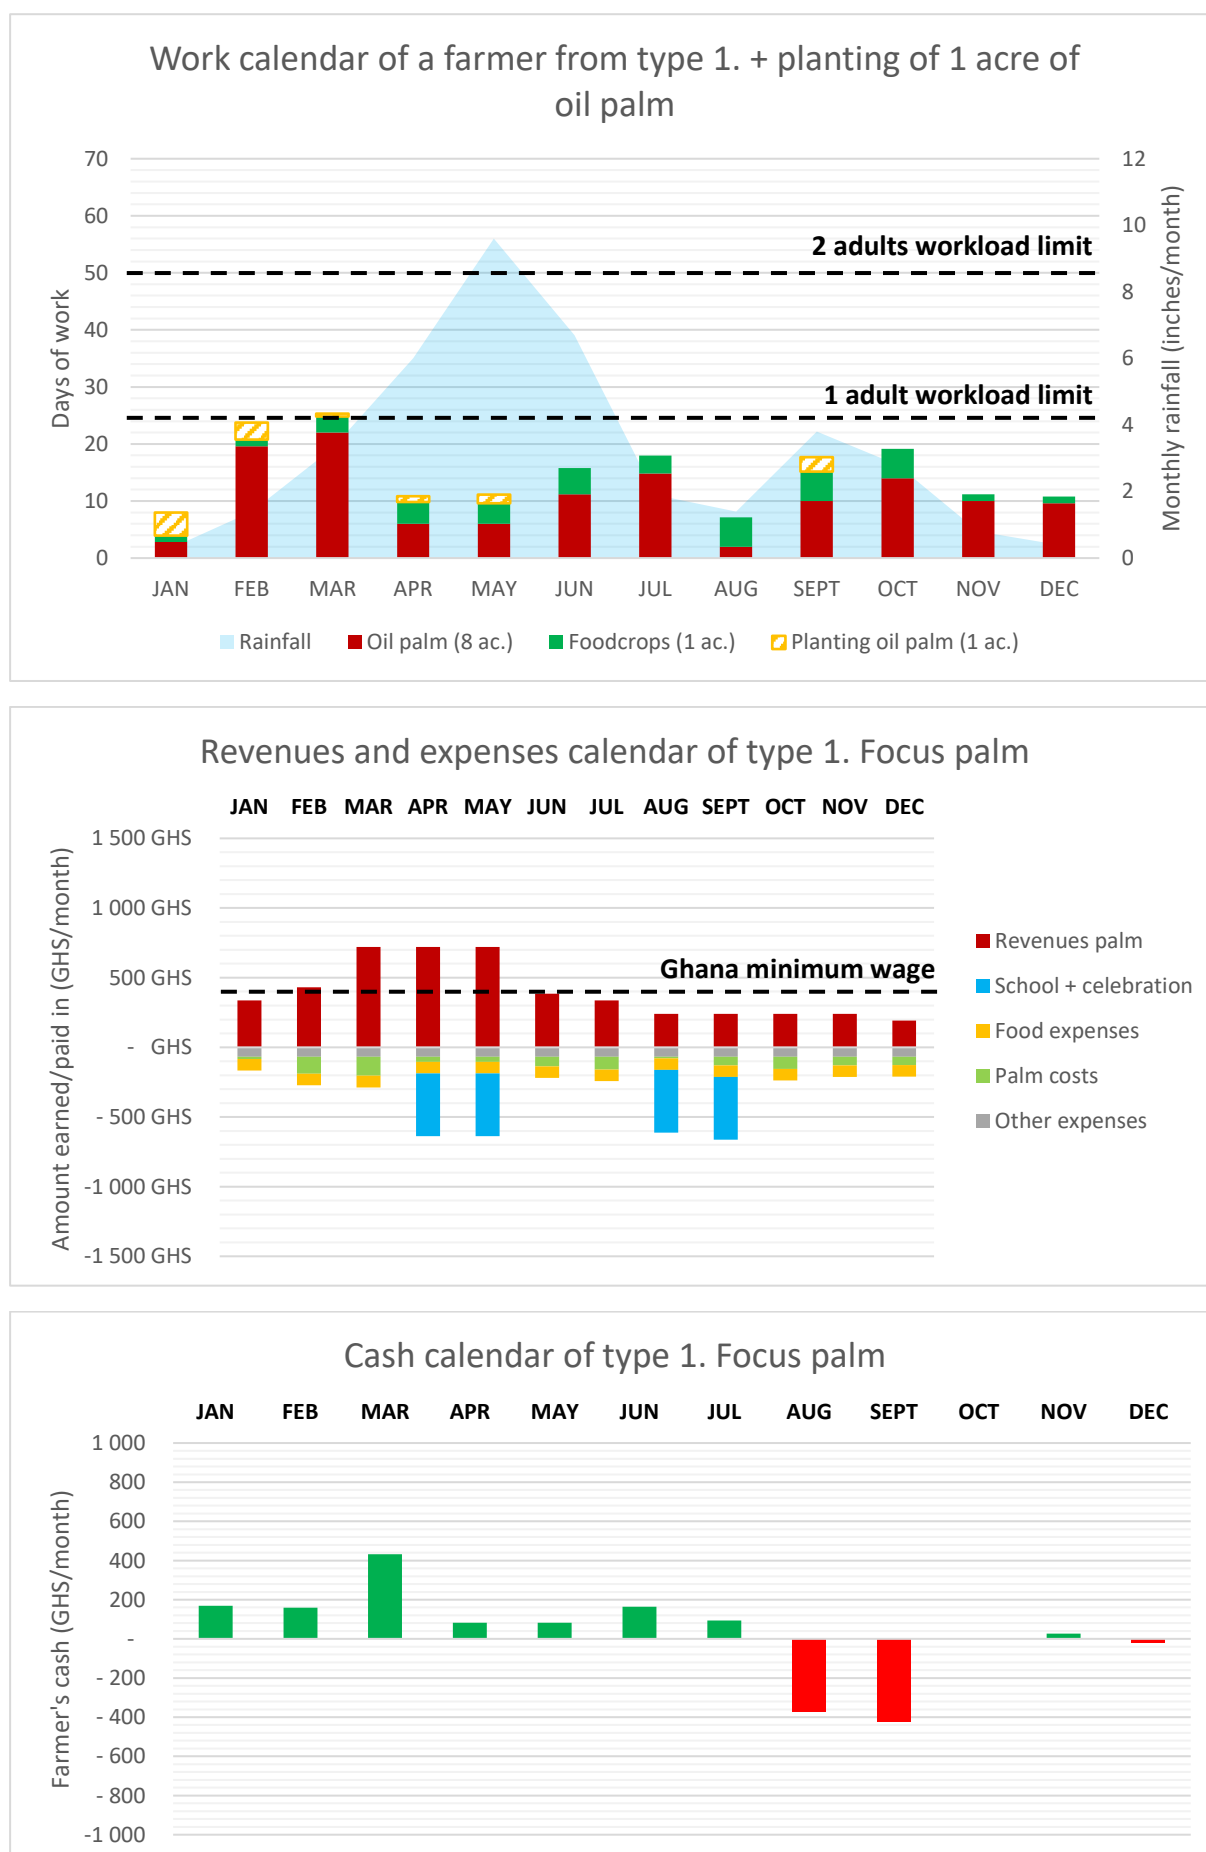 Work calendar of a farmer from type 1. + planting of 1 acre of
oil palm
70
60
50
40
30
20
10
0
Days of work
12
10
8
6
4
2
0
Monthly rainfall (inches/month)
2 adults workload limit
1 adult workload limit
JAN FEB MAR APR MAY JUN JUL AUG SEPT OCT NOV DEC
Rainfall Oil palm (8 ac.) Foodcrops (1 ac.) Planting oil palm (1 ac.)
Revenues and expenses calendar of type 1. Focus palm
JAN FEB MAR APR MAY JUN JUL AUG SEPT OCT NOV DEC
1 500 GHS
1 000 GHS
500 GHS
- GHS
- 500 GHS
-1 000 GHS
-1 500 GHS
Amount earned/paid in (GHS/month)
Ghana minimum wage
Revenues palm
School + celebration
Food expenses
Palm costs
Other expenses
Cash calendar of type 1. Focus palm
JAN FEB MAR APR MAY JUN JUL AUG SEPT OCT NOV DEC
1 000
800
600
400
200
-
- 200
- 400
- 600
- 800
-1 000
Farmer's cash (GHS/month)